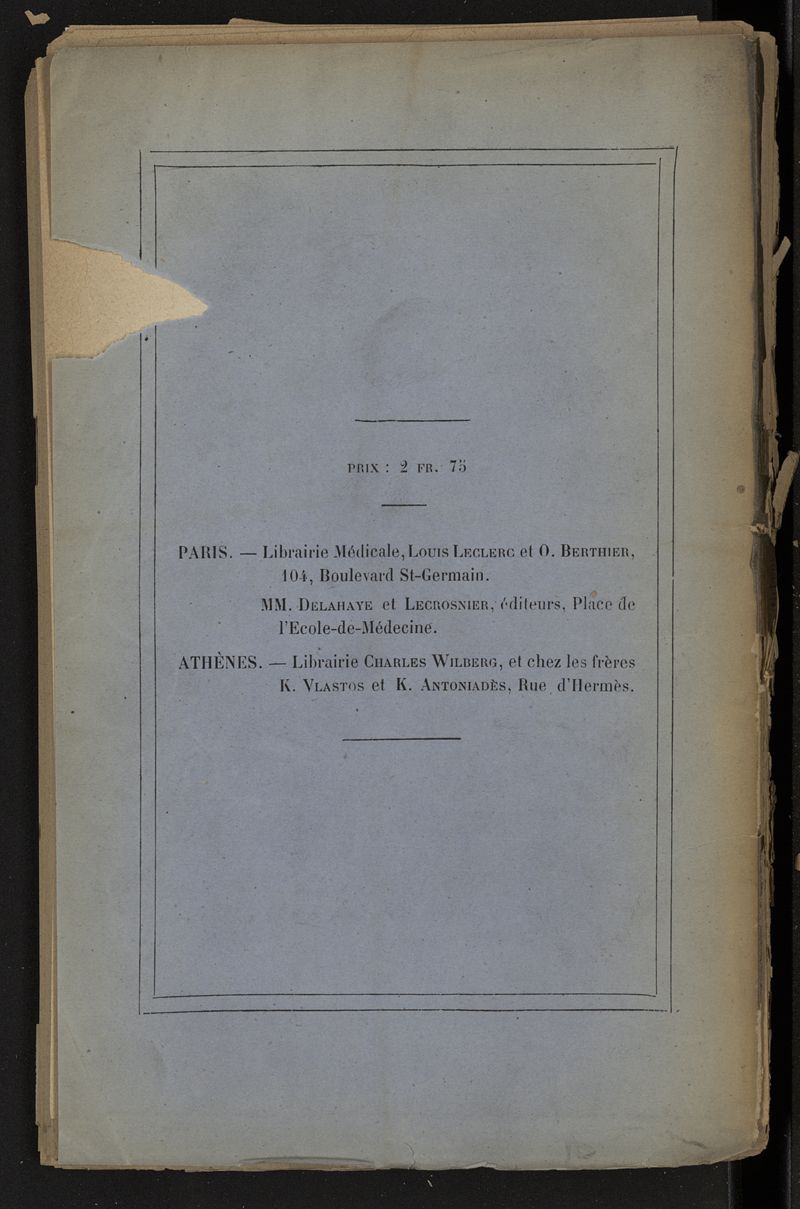 PRIX : 2 FR. 75
PARIS. — Librairie Médicale, Louis Leclerc et O. Berthier,
104, Boulevard St-Germain.
MM. Delahaye et Lecrosnier, éditeurs, Place de
l'Ecole-de-Médecine.
ATHÈNES. — Librairie Charles Wilberg, et chez les frères
K. Vlastos et K. Antoniadès, Rue d'Hermès.